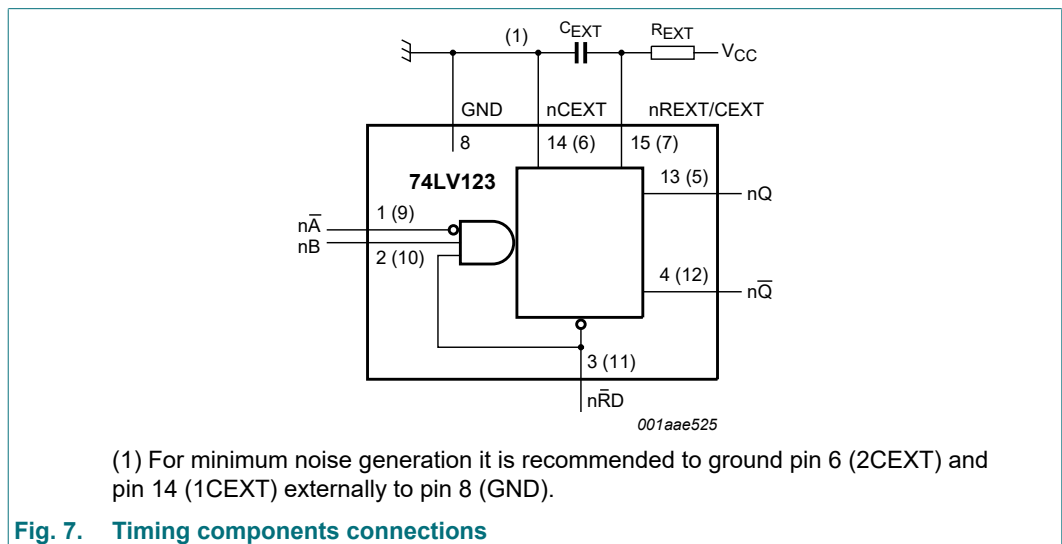 (1)
CEXT
REXT
VCC
GND
nCEXT
nREXT/CEXT
8
14 (6)
15 (7)
74LV123
13 (5)
nQ
1 (9)
nA̅
nB
2 (10)
4 (12)
nQ̅
3 (11)
nR̅D
001aae525
(1) For minimum noise generation it is recommended to ground pin 6 (2CEXT) and
pin 14 (1CEXT) externally to pin 8 (GND).
Fig. 7. Timing components connections